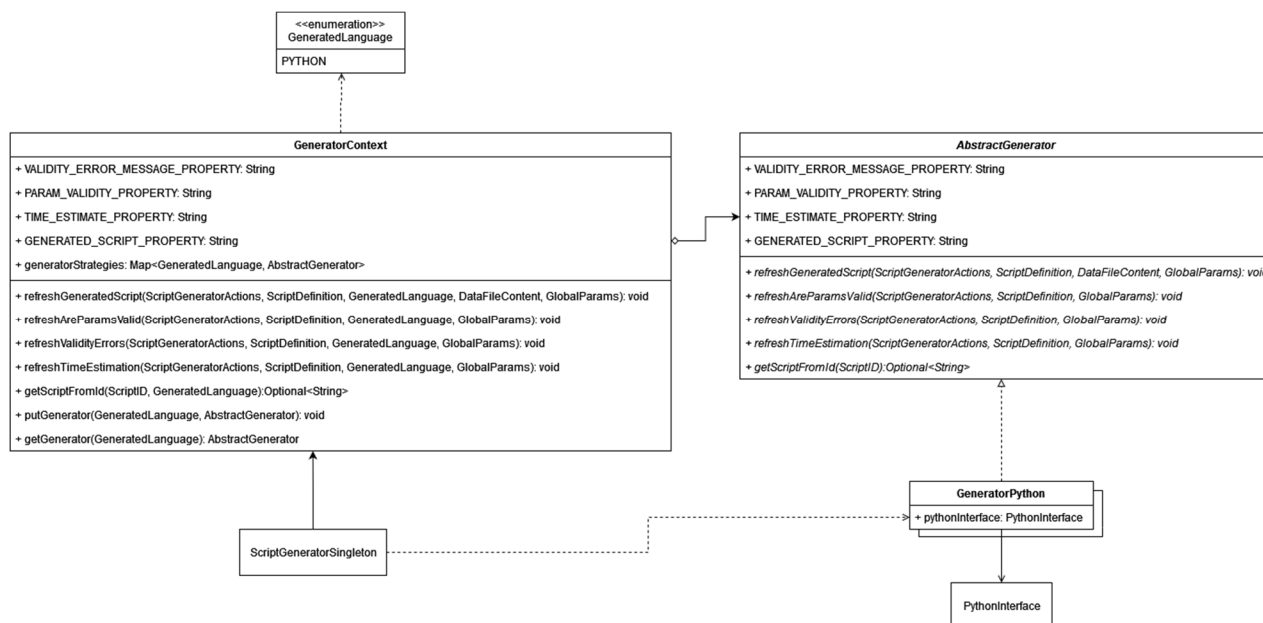 <<enumeration>>
GeneratedLanguage
PYTHON
GeneratorContext
+ VALIDITY_ERROR_MESSAGE_PROPERTY: String
+ PARAM_VALIDITY_PROPERTY: String
+ TIME_ESTIMATE_PROPERTY: String
+ GENERATED_SCRIPT_PROPERTY: String
+ generatorStrategies: Map<GeneratedLanguage, AbstractGenerator>
+ refreshGeneratedScript(ScriptGeneratorActions, ScriptDefinition, GeneratedLanguage, DataFileContent, GlobalParams): void
+ refreshAreParamsValid(ScriptGeneratorActions, ScriptDefinition, GeneratedLanguage, GlobalParams): void
+ refreshValidityErrors(ScriptGeneratorActions, ScriptDefinition, GeneratedLanguage, GlobalParams): void
+ refreshTimeEstimation(ScriptGeneratorActions, ScriptDefinition, GeneratedLanguage, GlobalParams): void
+ getScriptFromId(ScriptID, GeneratedLanguage):Optional<String>
+ putGenerator(GeneratedLanguage, AbstractGenerator): void
+ getGenerator(GeneratedLanguage): AbstractGenerator
AbstractGenerator
+ VALIDITY_ERROR_MESSAGE_PROPERTY: String
+ PARAM_VALIDITY_PROPERTY: String
+ TIME_ESTIMATE_PROPERTY: String
+ GENERATED_SCRIPT_PROPERTY: String
+ refreshGeneratedScript(ScriptGeneratorActions, ScriptDefinition, DataFileContent, GlobalParams): voi
+ refreshAreParamsValid(ScriptGeneratorActions, ScriptDefinition, GlobalParams): void
+ refreshValidityErrors(ScriptGeneratorActions, ScriptDefinition, GlobalParams): void
+ refreshTimeEstimation(ScriptGeneratorActions, ScriptDefinition, GlobalParams): void
+ getScriptFromId(ScriptID):Optional<String>
GeneratorPython
+ pythonInterface: PythonInterface
ScriptGeneratorSingleton
PythonInterface